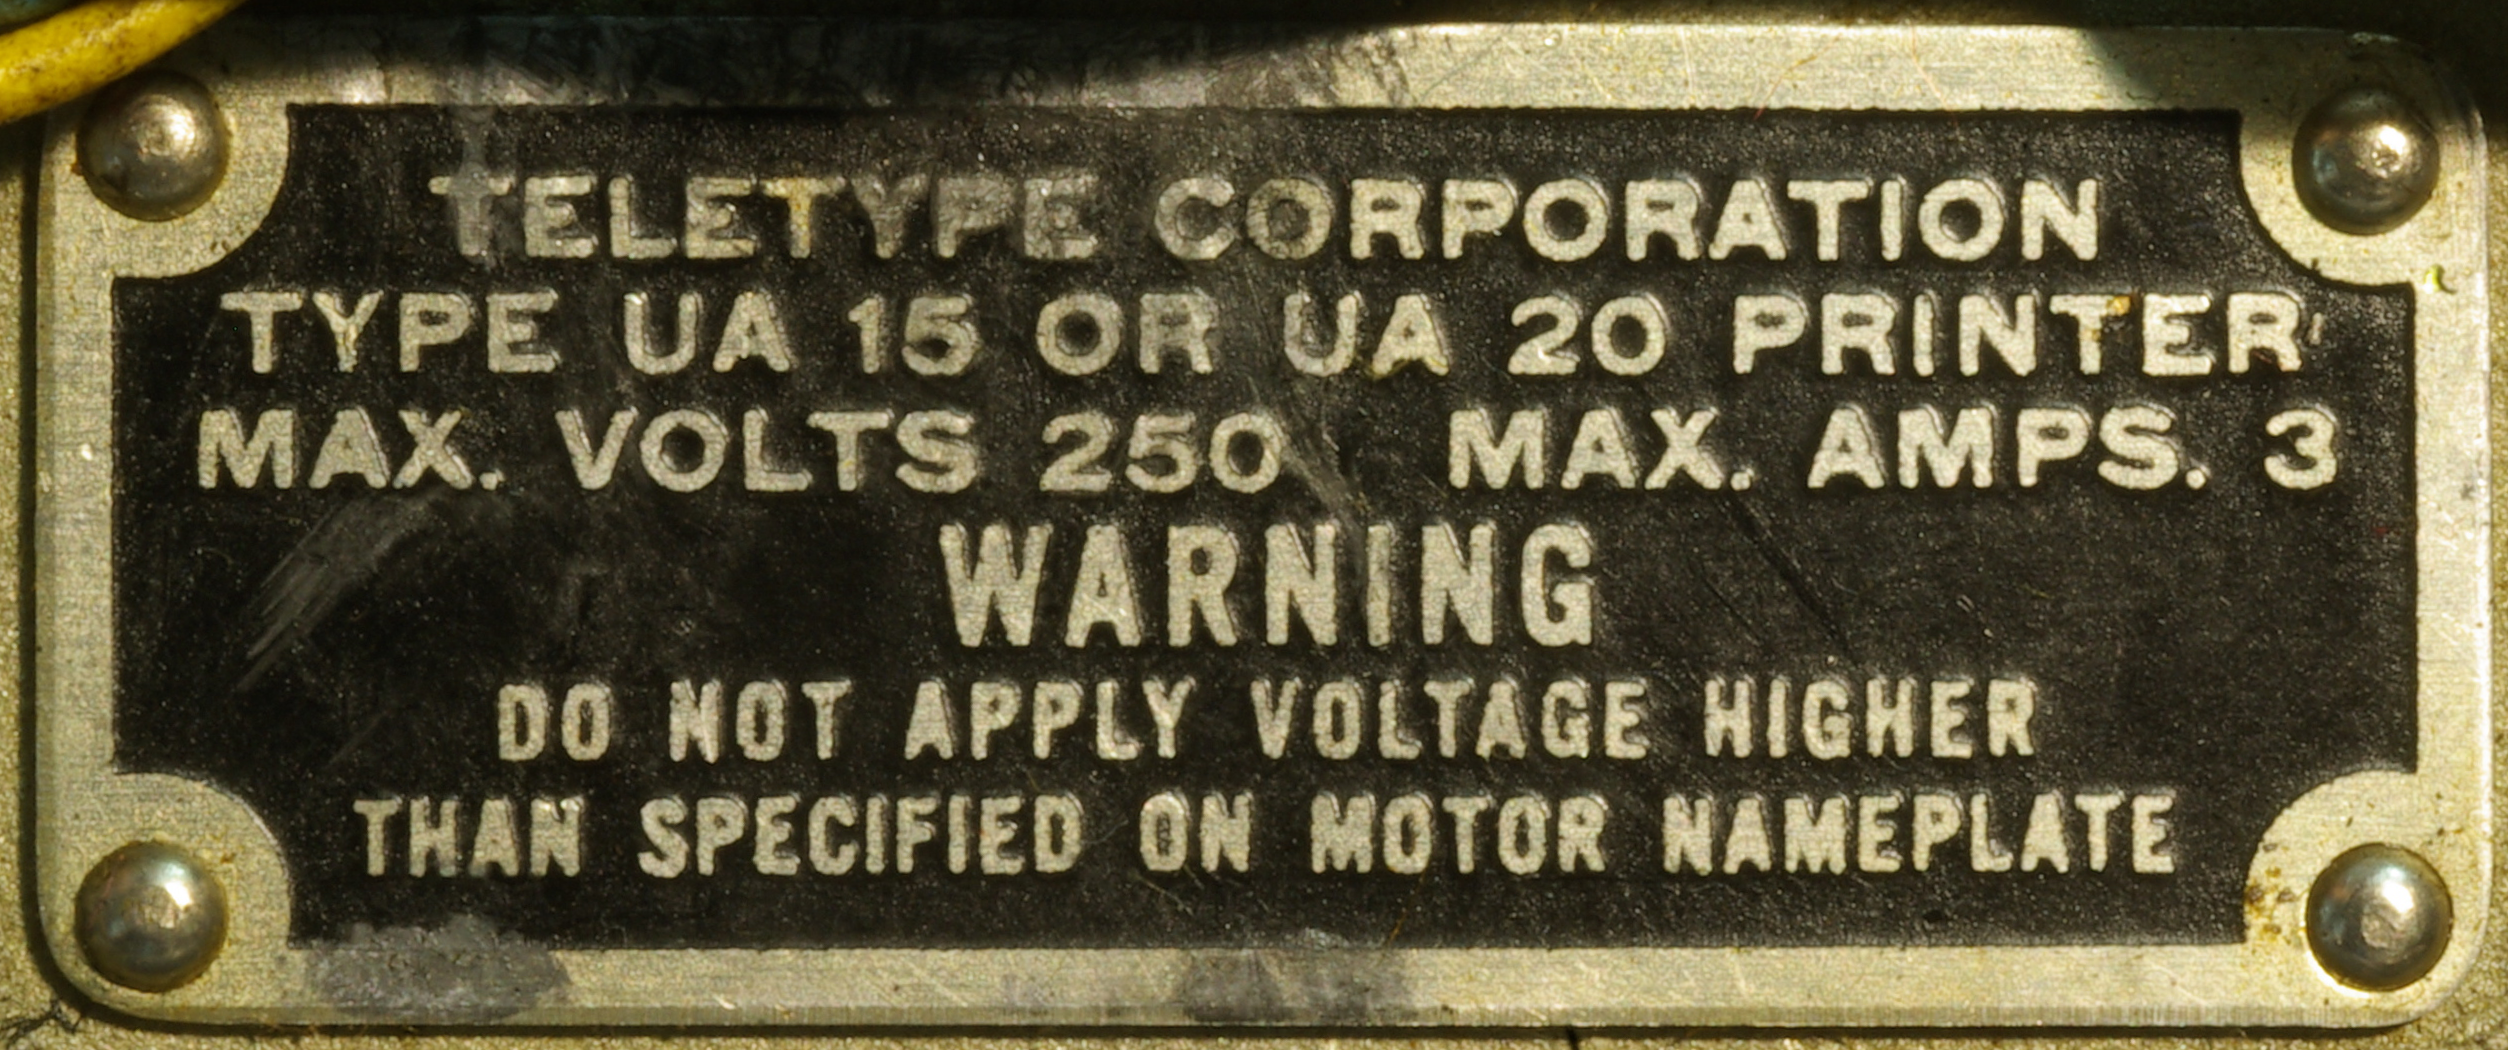 TELETYPE CORPORATION
TYPE UA 15 OR UA 20 PRINTER
MAX. VOLTS 250 MAX. AMPS. 3
WARNING
DO NOT APPLY VOLTAGE HIGHER
THAN SPECIFIED ON MOTOR NAMEPLATE